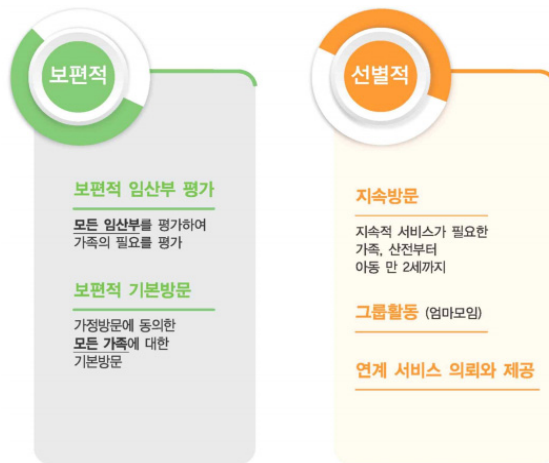 보편적
보편적 임산부 평가
모든 임산부를 평가하여
가족의 필요를 평가
보편적 기본방문
가정방문에 동의한
모든 가족에 대한
기본방문
선별적
지속방문
지속적 서비스가 필요한
가족, 산전부터
아동 만 2세까지
그룹활동 (엄마모임)
연계 서비스 의뢰와 제공